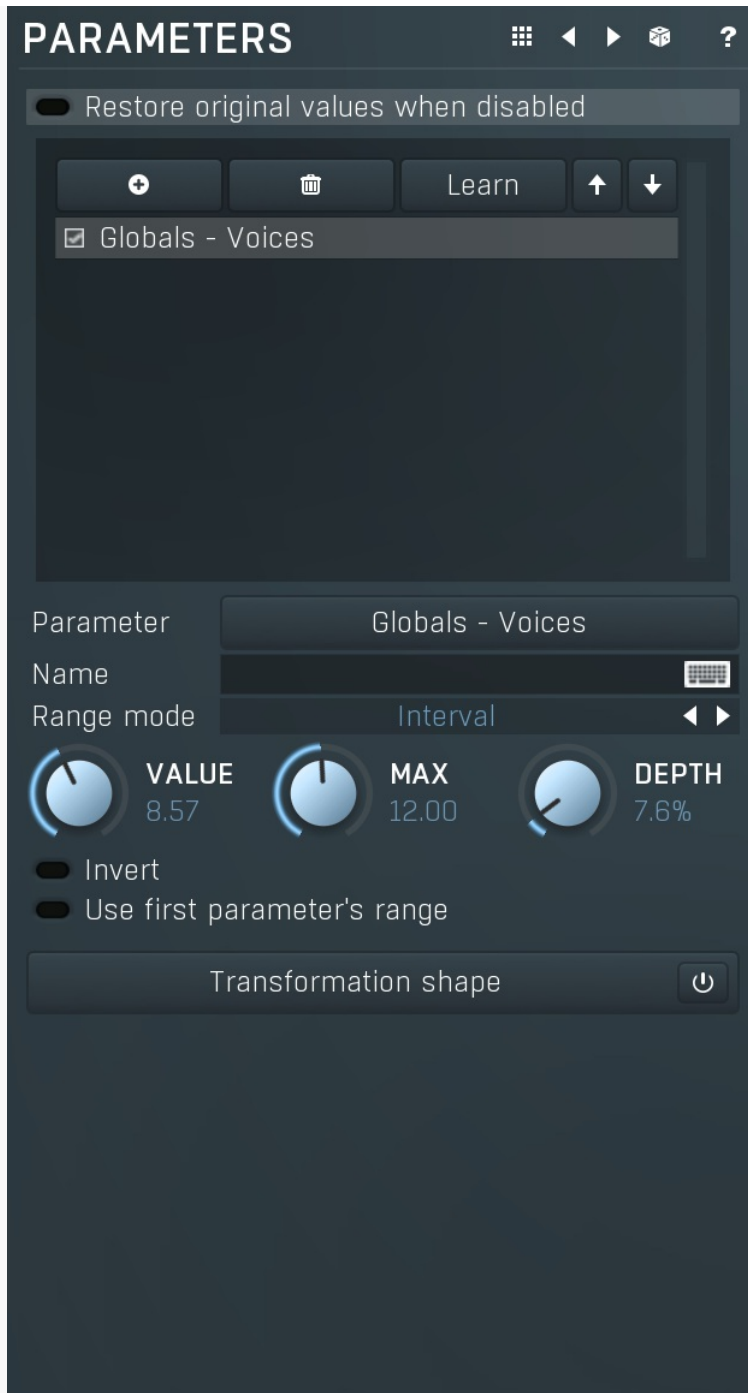 PARAMETERS ?
Restore original values when disabled
Learn
Globals - Voices
Parameter Globals - Voices
Name
Range mode Interval
VALUE MAX DEPTH
8.57 12.00 7.6%
Invert
Use first parameter's range
Transformation shape